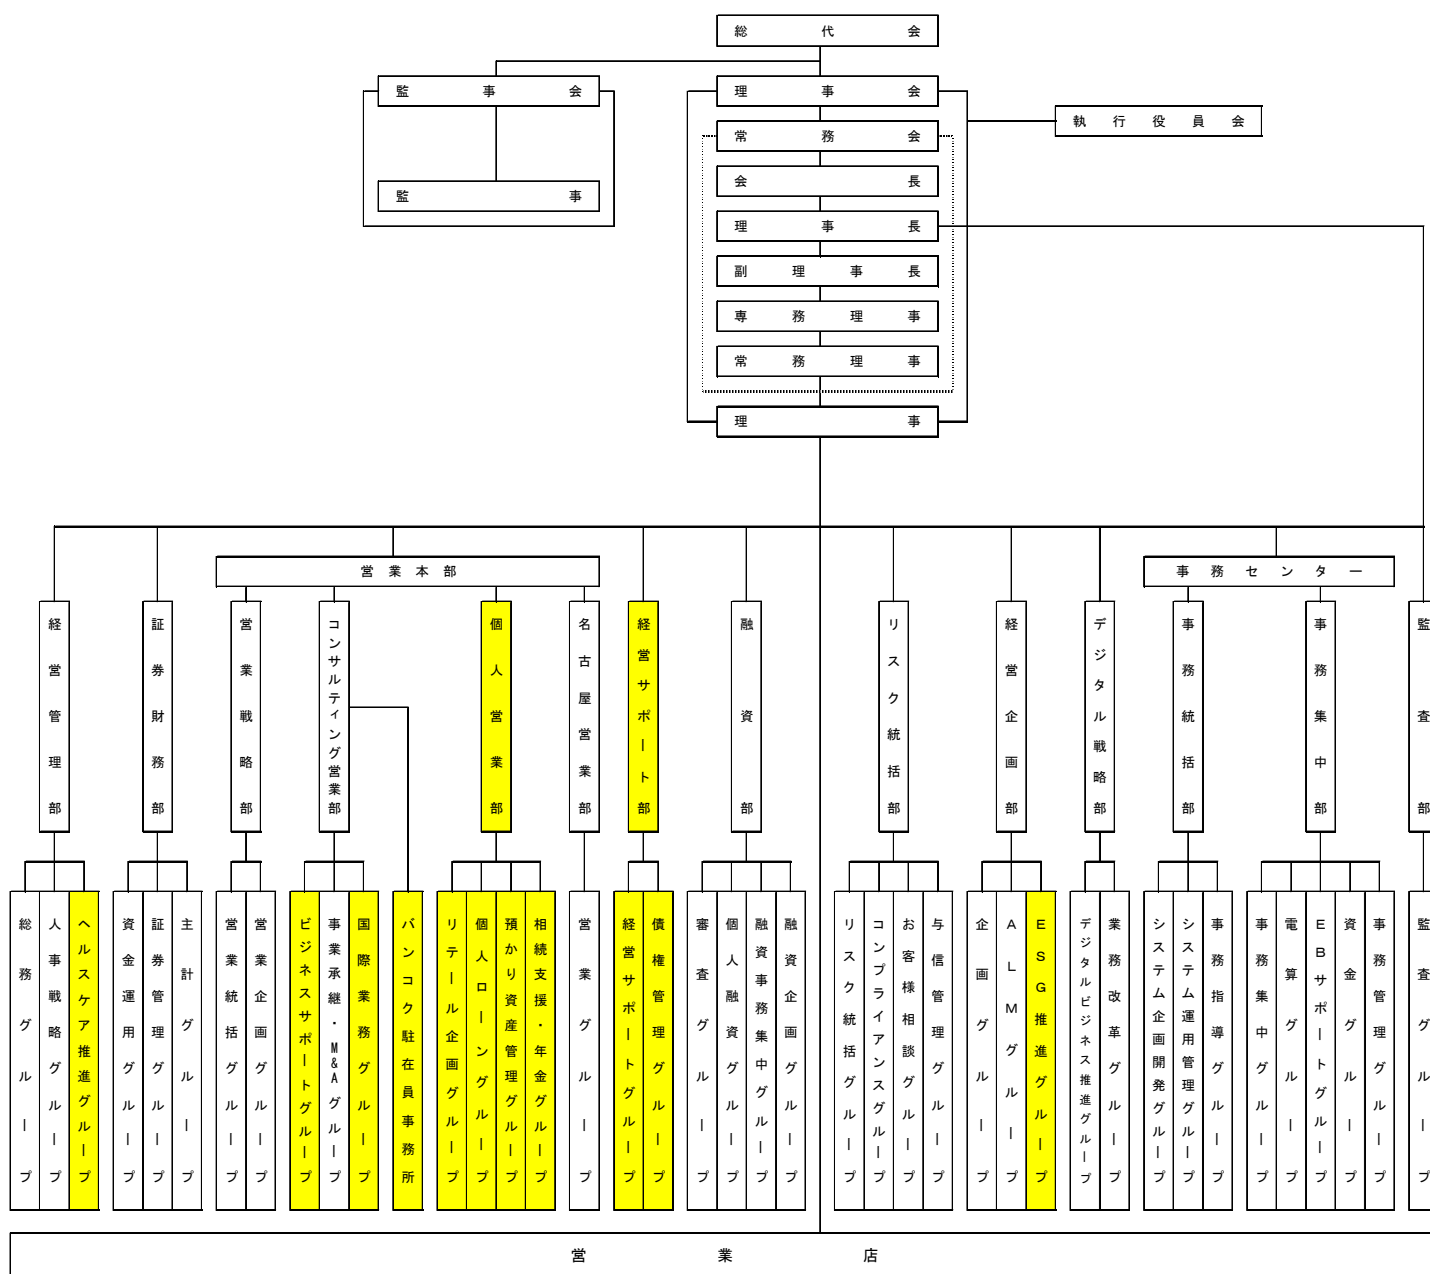 総代会
監事会
理事会
執行役員会
常務会
会長
監事
理事長
副理事長
専務理事
常務理事
理事
営業本部
事務センター
経営管理部
証券財務部
営業戦略部
コンサルティング営業部
個人営業部
名古屋営業部
経営サポート部
融資部
リスク統括部
経営企画部
デジタル戦略部
事務統括部
事務集中部
監査部
総務グループ
人事戦略グループ
ヘルスケア推進グループ
資金運用グループ
証券管理グループ
主計グループ
営業統括グループ
営業企画グループ
ビジネスサポートグループ
事業承継・M&Aグループ
国際業務グループ
バンコク駐在員事務所
リテール企画グループ
個人ローングループ
預かり資産管理グループ
相続支援・年金グループ
営業グループ
経営サポートグループ
債権管理グループ
審査グループ
個人融資グループ
融資事務集中グループ
融資企画グループ
リスク統括グループ
コンプライアンスグループ
お客様相談グループ
与信管理グループ
企画グループ
ALMグループ
ESG推進グループ
デジタルビジネス推進グループ
業務改革グループ
システム企画開発グループ
システム運用管理グループ
事務指導グループ
事務集中グループ
電算グループ
EBサポートグループ
資金グループ
事務管理グループ
監査グループ
営業店